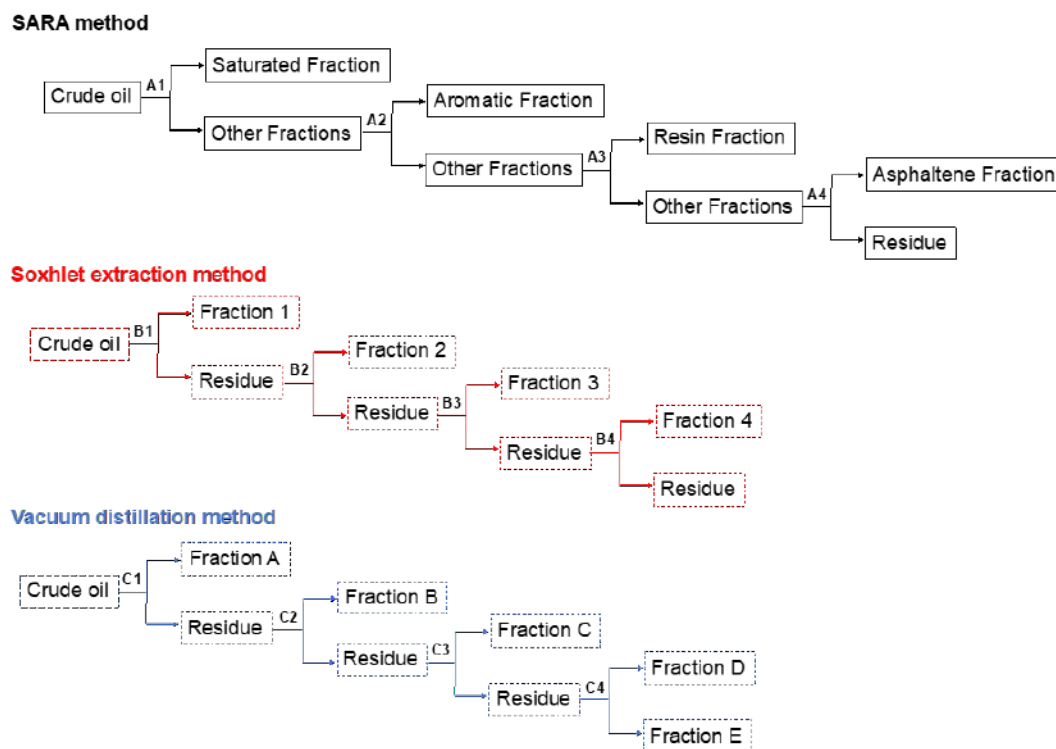 SARA method
Saturated Fraction
A1
Crude oil
Aromatic Fraction
A2
Other Fractions
Resin Fraction
A3
Other Fractions
Asphaltene Fraction
A4
Other Fractions
Residue
Soxhlet extraction method
Fraction 1
B1
Crude oil
Fraction 2
B2
Residue
Fraction 3
B3
Residue
Fraction 4
B4
Residue
Residue
Vacuum distillation method
Fraction A
C1
Crude oil
Fraction B
C2
Residue
Fraction C
C3
Residue
Fraction D
C4
Residue
Fraction E